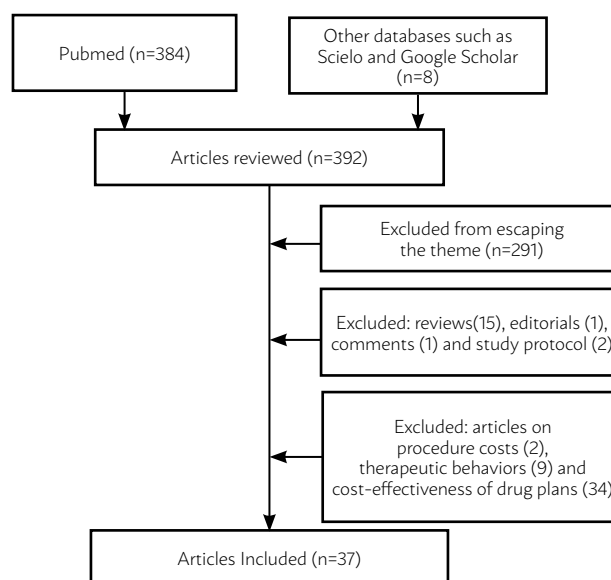 Pubmed (n=384)
Other databases such as
Scielo and Google Scholar
(n=8)
Articles reviewed (n=392)
Excluded from escaping
the theme (n=291)
Excluded: reviews(15), editorials (1),
comments (1) and study protocol (2)
Excluded: articles on
procedure costs (2),
therapeutic behaviors (9) and
cost-effectiveness of drug plans (34)
Articles Included (n=37)